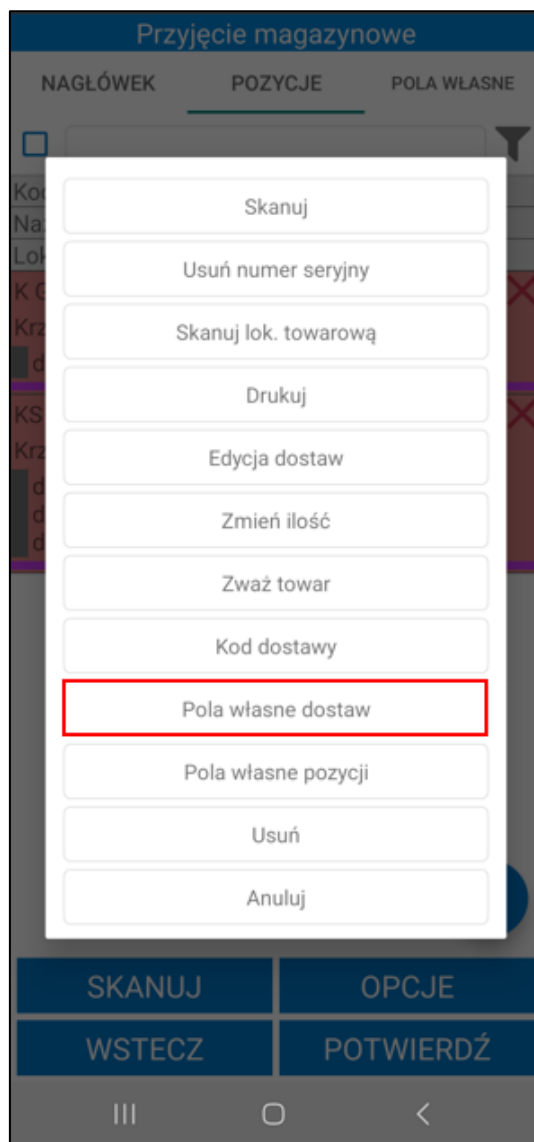 Przyjęcie magazynowe
NAGŁÓWEK POZYCJE POLA WŁASNE
Skanuj
Usuń numer seryjny
Skanuj lok. towarową
Drukuj
Edycja dostaw
Zmień ilość
Zważ towar
Kod dostawy
Pola własne dostaw
Pola własne pozycji
Usuń
Anuluj
SKANUJ OPCJE
WSTECZ POTWIERDŹ